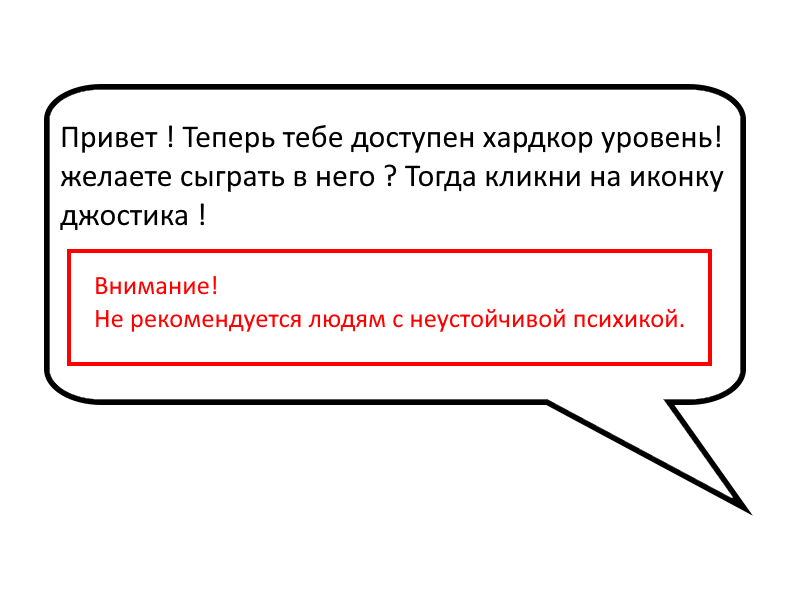 Привет ! Теперь тебе доступен хардкор уровень!
желаете сыграть в него ? Тогда кликни на иконку
джостика !
Внимание!
Не рекомендуется людям с неустойчивой психикой.